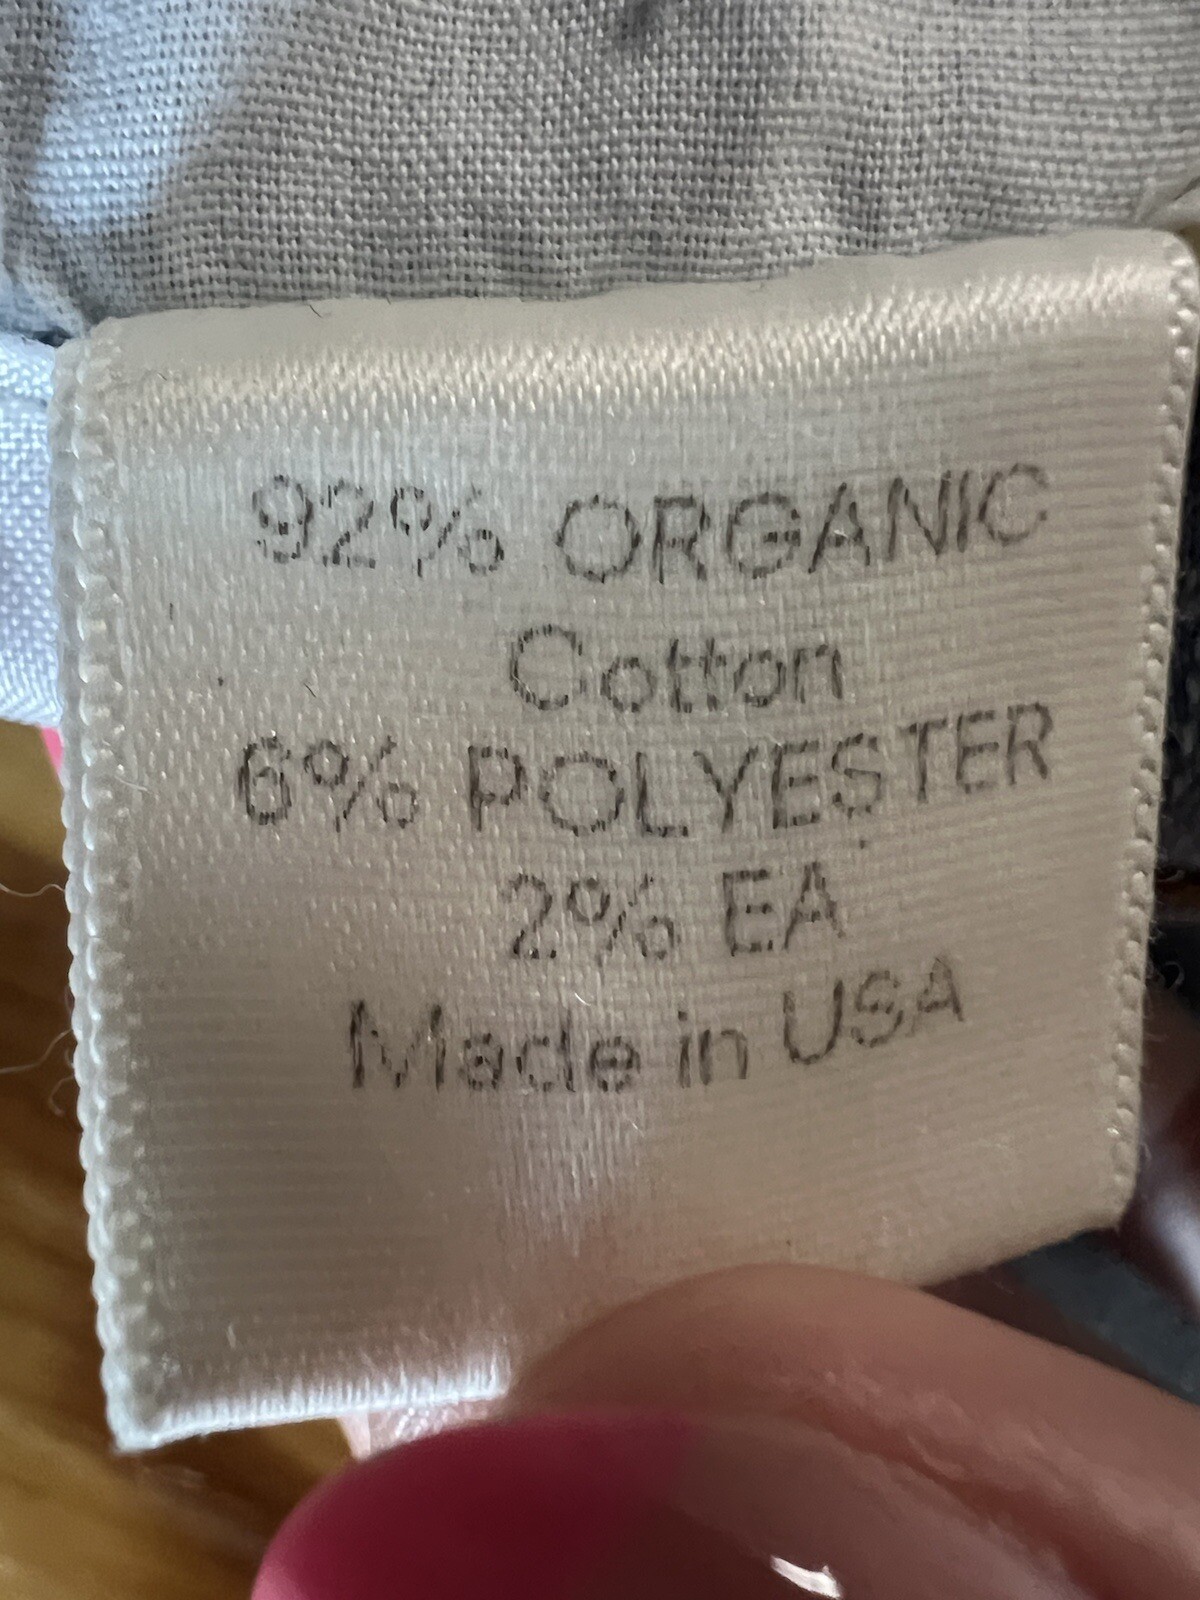 92% ORGANIC
Cotton
6% POLYESTER
2% EA
Made in USA